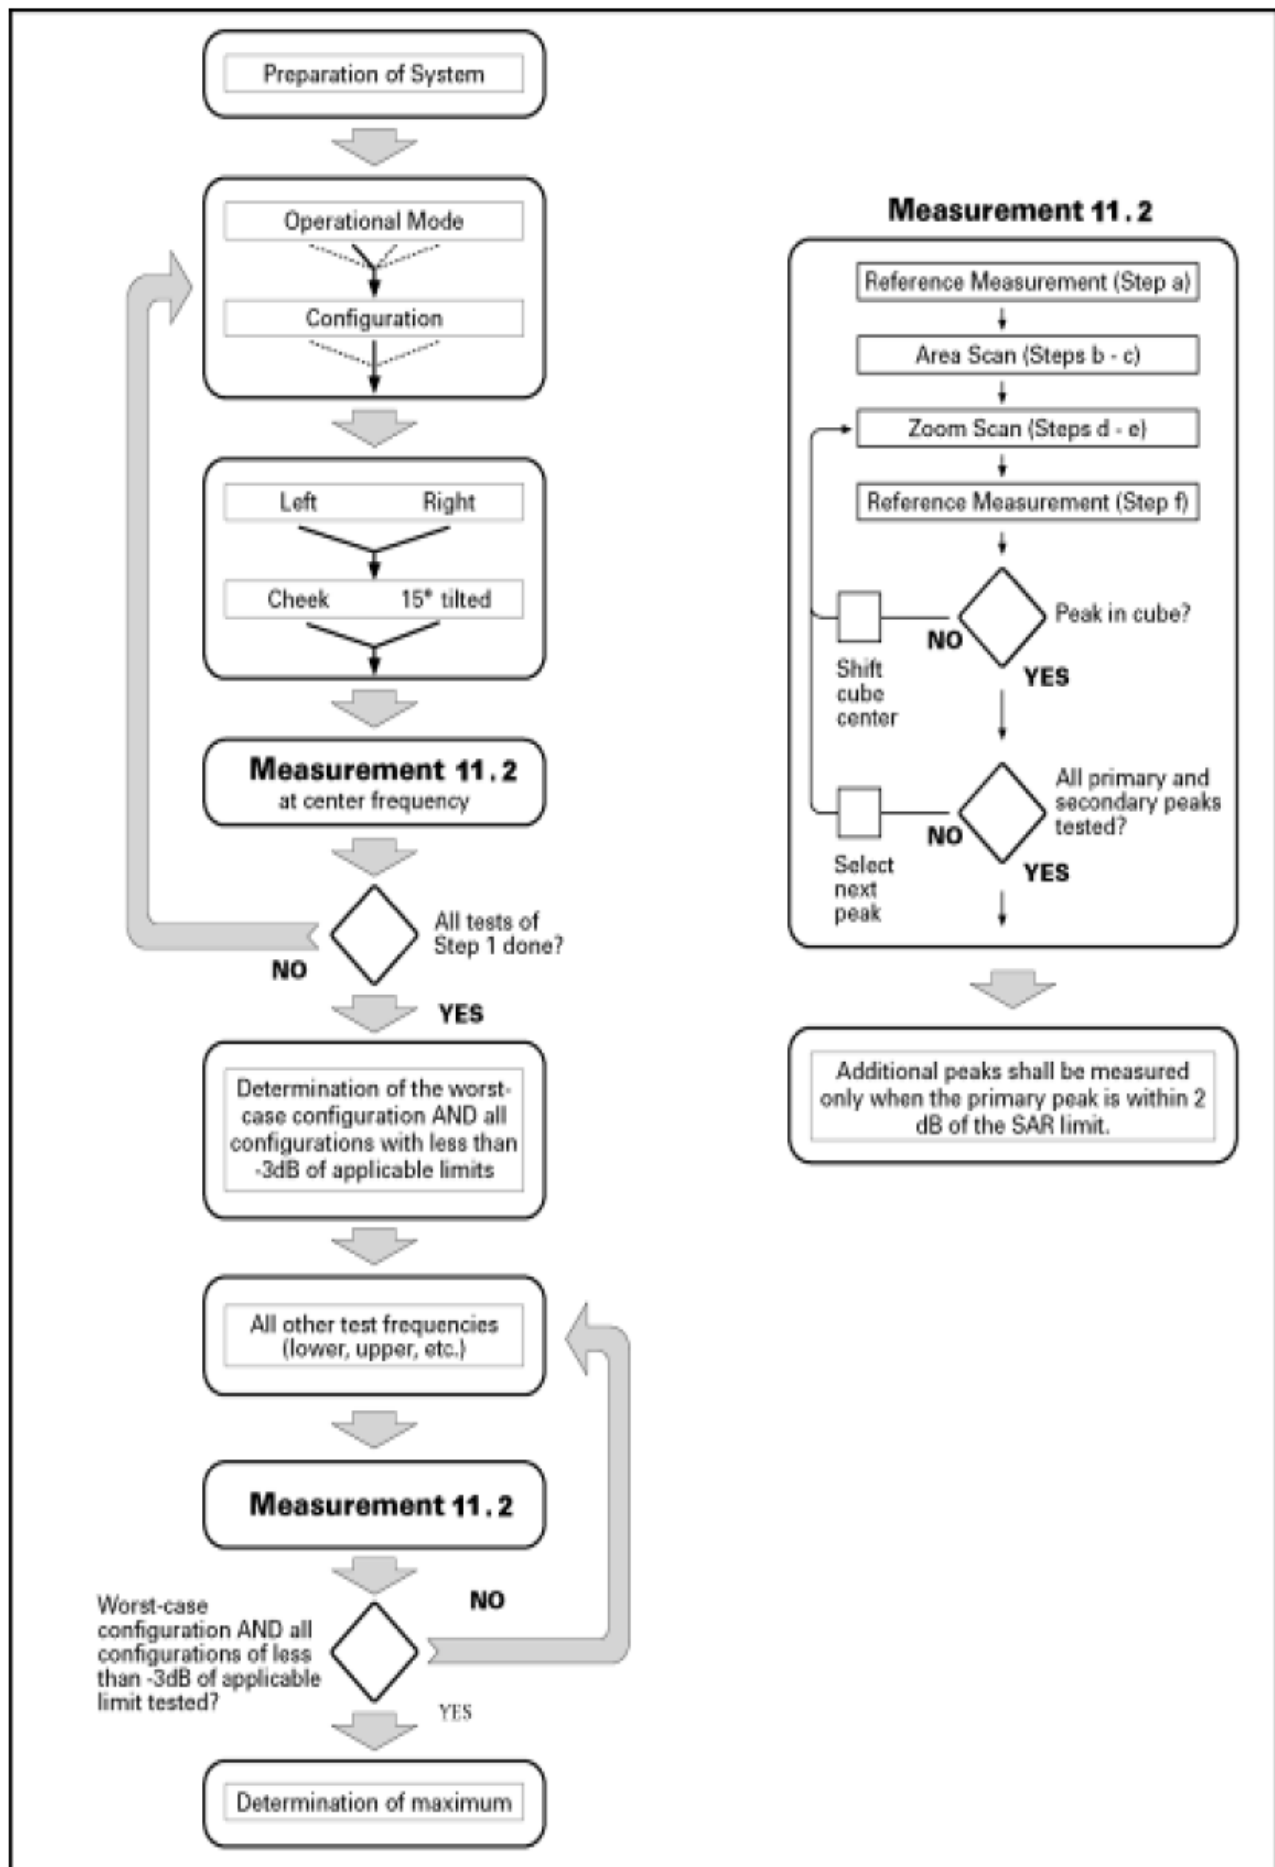 Preparation of System
Operational Mode
Configuration
Left Right
Cheek 15° tilted
Measurement 11.2
at center frequency
All tests of
Step 1 done?
NO
YES
Determination of the worst-
case configuration AND all
configurations with less than
-3dB of applicable limits
All other test frequencies
(lower, upper, etc.)
Measurement 11.2
NO
Worst-case
configuration AND all
configurations of less
than -3dB of applicable
limit tested?
YES
Determination of maximum
Measurement 11.2
Reference Measurement (Step a)
Area Scan (Steps b - c)
Zoom Scan (Steps d - e)
Reference Measurement (Step f)
Peak in cube?
NO
Shift
cube
center
YES
All primary and
secondary peaks
tested?
NO
Select
next
peak
YES
Additional peaks shall be measured
only when the primary peak is within 2
dB of the SAR limit.